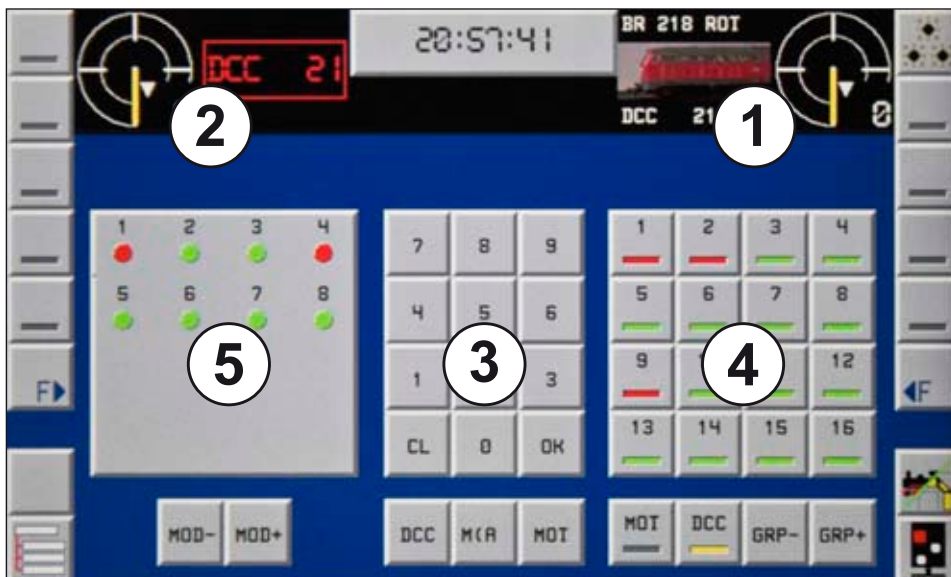 20:57:41
BR 218 ROT
DCC 21
DCC 21
0
2
1
1 2 3 4
5 6 7 8
5
7 8 9
4 5 6
1 3
CL 0 OK
3
1 2 3 4
5 6 7 8
9 12
13 14 15 16
4
F
F
MOD- MOD+
DCC M(A MOT
MOT DCC GRP- GRP+